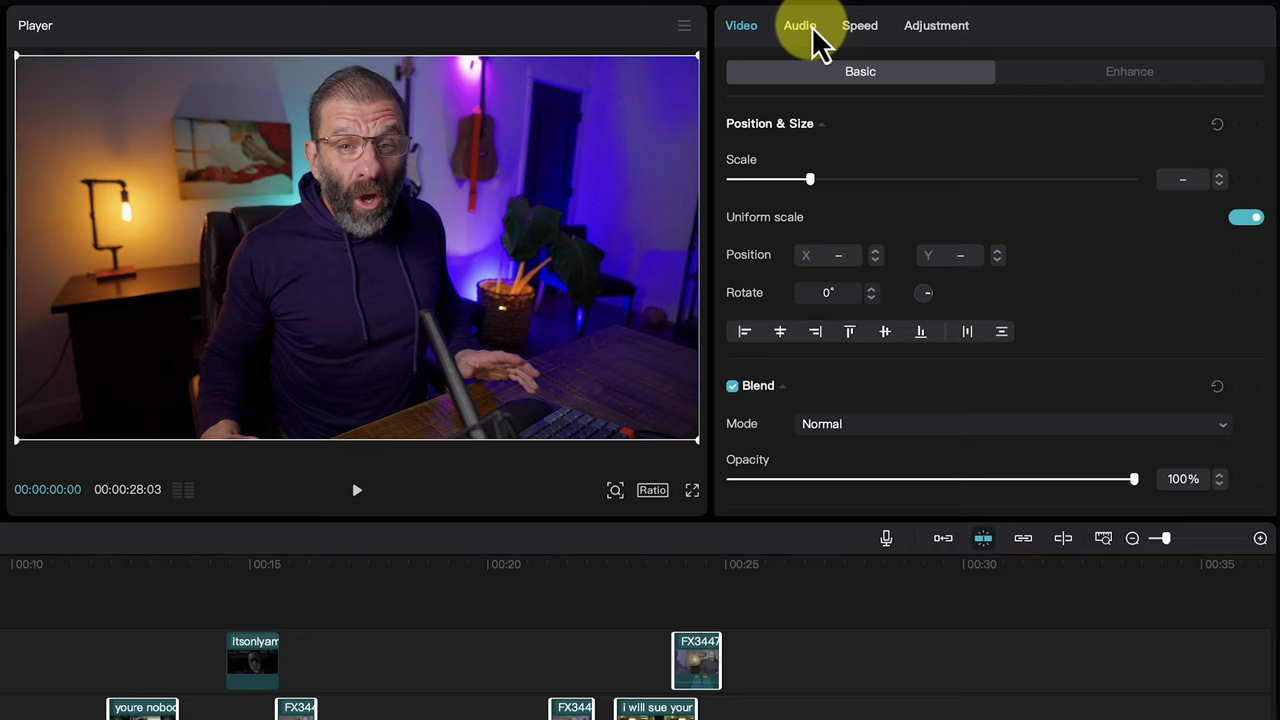 Player
Video Audio Speed Adjustment
Basic Enhance
Position & Size
Scale
–
Uniform scale
Position X – Y –
Rotate 0°
Blend
Mode Normal
Opacity
100%
00:00:00:00 00:00:28:03
Ratio
00:10 00:15 00:20 00:25 00:30 00:35
itsonlyam FX3447
youre noboc FX34 FX344 i will sue your